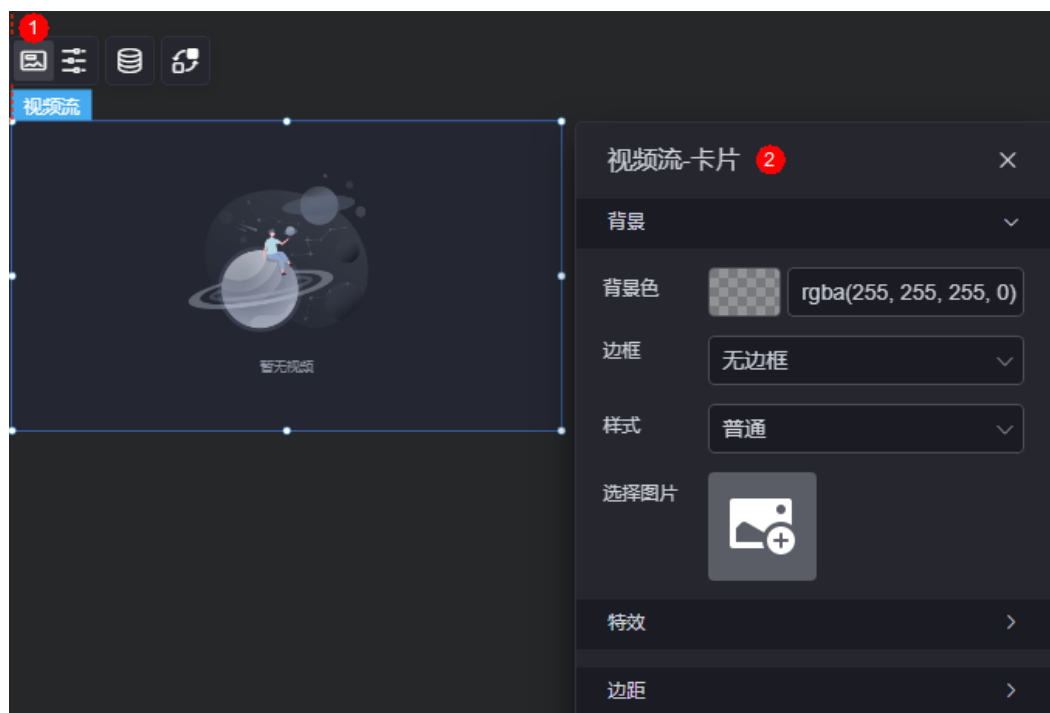 1
视频流
暂无视频
视频流-卡片 2
背景
背景色 rgba(255, 255, 255, 0)
边框 无边框
样式 普通
选择图片
特效
边距